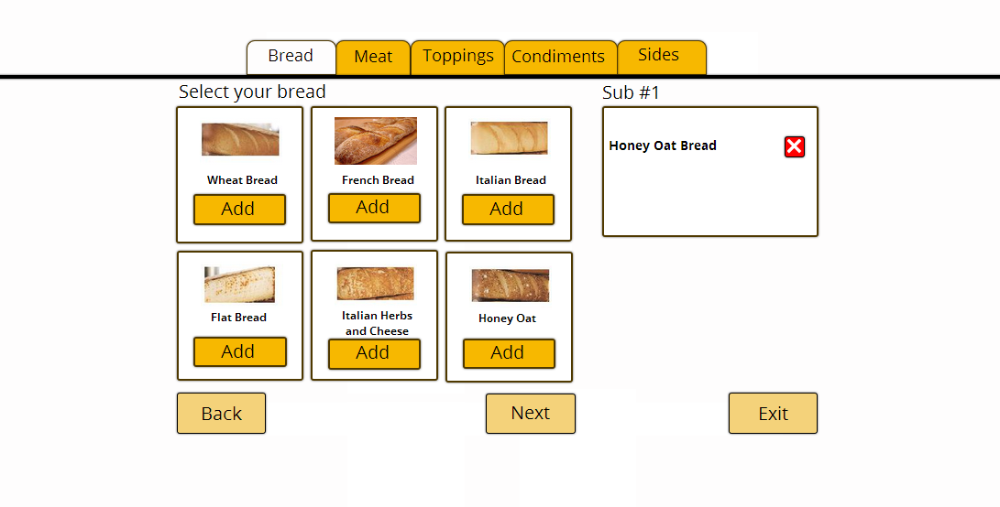 Bread
Meat
Toppings
Condiments
Sides
Select your bread
Sub #1
Wheat Bread
Add
French Bread
Add
Italian Bread
Add
Honey Oat Bread
Flat Bread
Add
Italian Herbs
and Cheese
Add
Honey Oat
Add
Back
Next
Exit